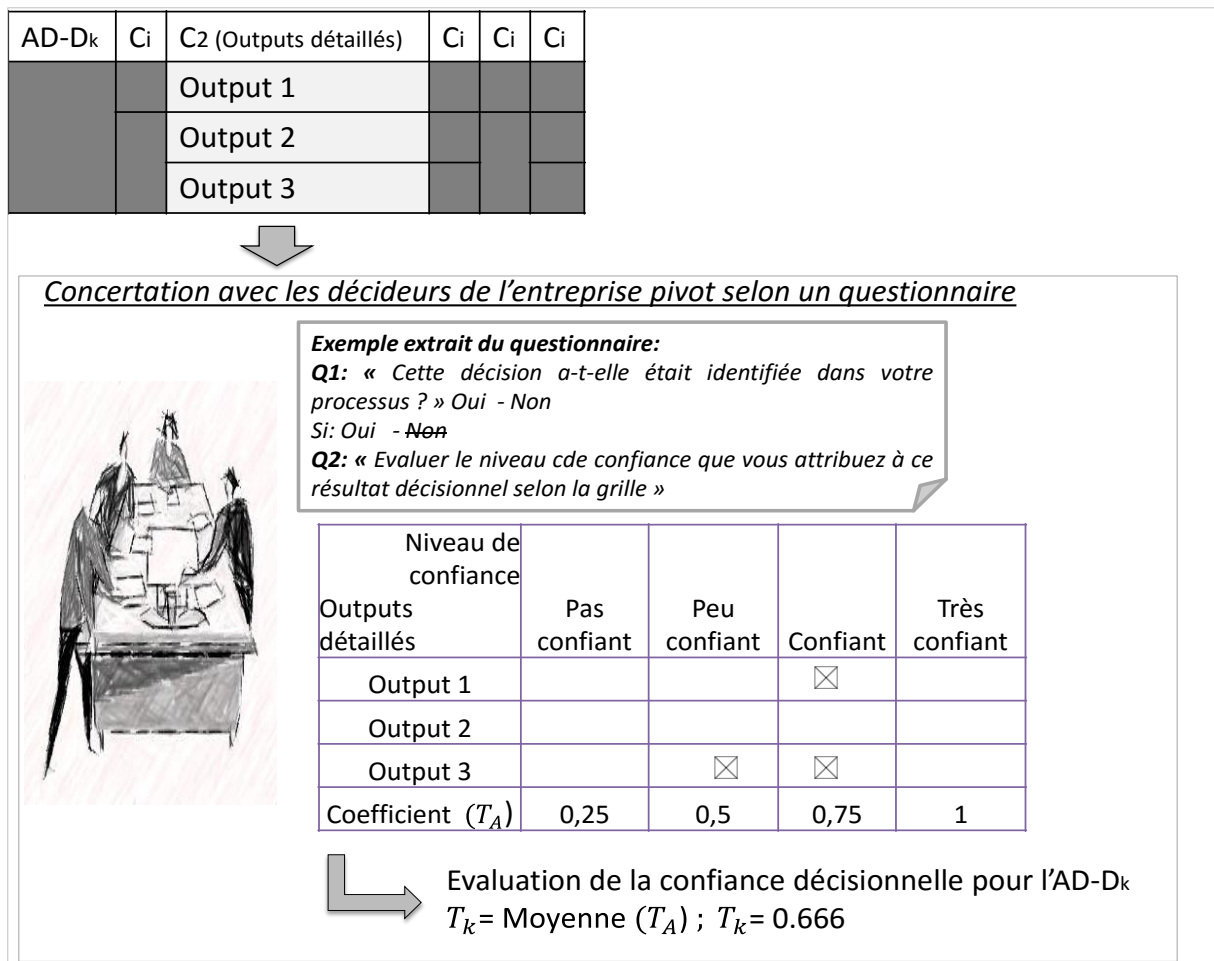 AD-Dk Ci C2 (Outputs détaillés) Ci Ci Ci
Output 1
Output 2
Output 3
Concertation avec les décideurs de l’entreprise pivot selon un questionnaire
Exemple extrait du questionnaire:
Q1: « Cette décision a-t-elle était identifiée dans votre
processus ? » Oui - Non
Si: Oui - Non
Q2: « Evaluer le niveau cde confiance que vous attribuez à ce
résultat décisionnel selon la grille »
Niveau de
confiance
Outputs
détaillés
Pas
confiant
Peu
confiant
Confiant
Très
confiant
Output 1
Output 2
Output 3
Coefficient (TA) 0,25 0,5 0,75 1
Evaluation de la confiance décisionnelle pour l’AD-Dk
Tk= Moyenne (TA) ; Tk= 0.666